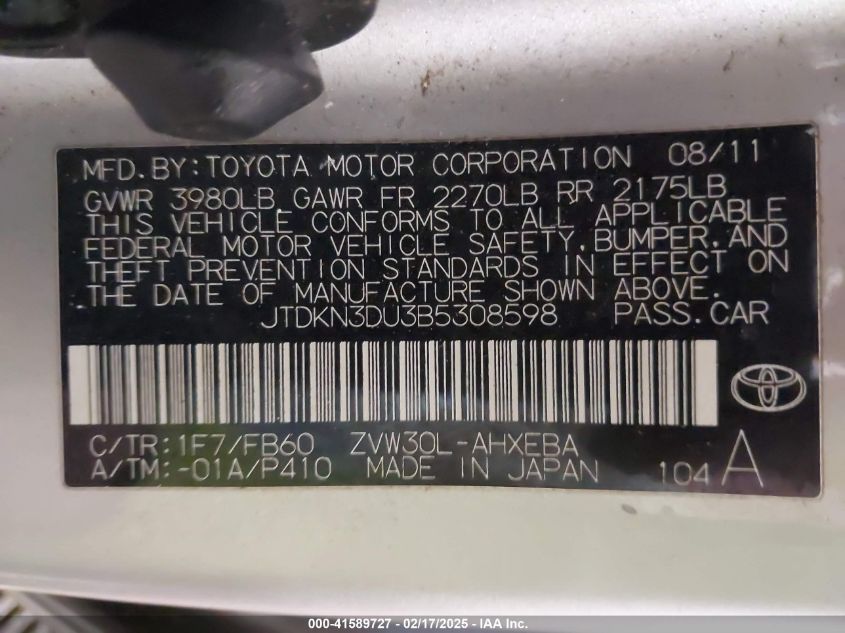 MFD. BY: TOYOTA MOTOR CORPORATION 08/11
GVWR 3980LB GAWR FR 2270LB RR 2175LB
THIS VEHICLE CONFORMS TO ALL APPLICABLE
FEDERAL MOTOR VEHICLE SAFETY, BUMPER, AND
THEFT PREVENTION STANDARDS IN EFFECT ON
THE DATE OF MANUFACTURE SHOWN ABOVE.
JTDKN3DU3B5308598 PASS.CAR
C/TR: 1F7/FB60 ZVW30L-AHXEBA
A/TM: -01A/P410 MADE IN JAPAN 104 A
000-41589727 - 02/17/2025 - IAA Inc.